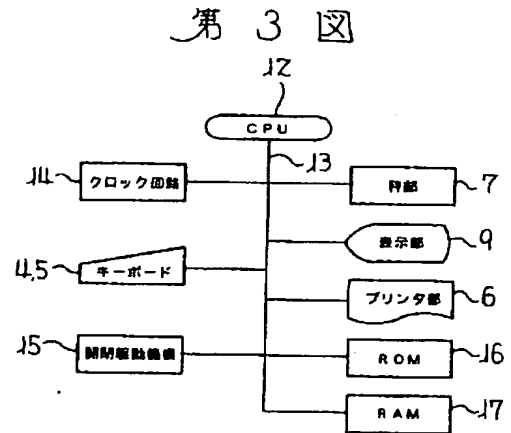 第3図
12
CPU
13
14 クロック回路
秤部 7
表示部 9
4,5 キーボード
プリンタ部 6
15 開閉駆動機構
ROM 16
RAM 17